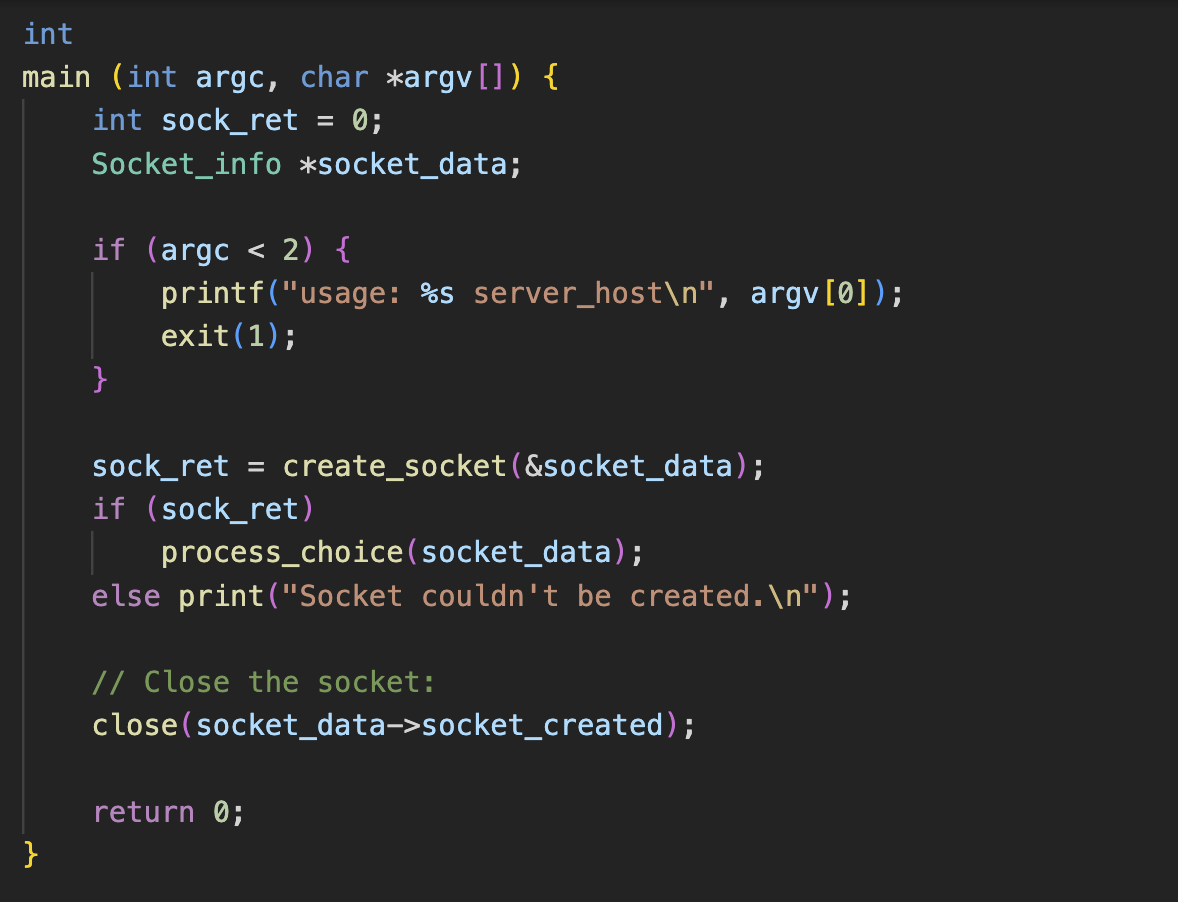 int
main (int argc, char *argv[]) {
    int sock_ret = 0;
    Socket_info *socket_data;

    if (argc < 2) {
        printf("usage: %s server_host\n", argv[0]);
        exit(1);
    }

    sock_ret = create_socket(&socket_data);
    if (sock_ret)
        process_choice(socket_data);
    else print("Socket couldn't be created.\n");

    // Close the socket:
    close(socket_data->socket_created);

    return 0;
}